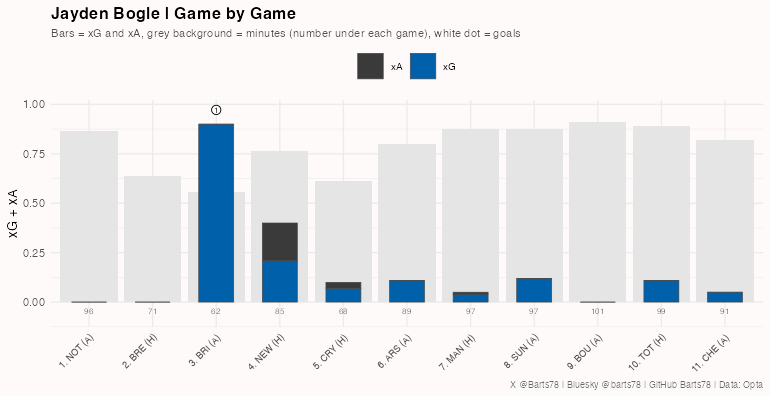 Jayden Bogle | Game by Game
Bars = xG and xA, grey background = minutes (number under each game), white dot = goals
xA xG
1.00
0.75
0.50
0.25
0.00
xG + xA
1
96 71 62 85 68 89 97 97 101 99 91
1. NOT (A) 2. BRE (H) 3. BRI (A) 4. NEW (H) 5. CRY (H) 6. ARS (A) 7. MAN (H) 8. SUN (A) 9. BOU (A) 10. TOT (H) 11. CHE (A)
X @Barts78 | Bluesky @barts78 | GitHub Barts78 | Data: Opta